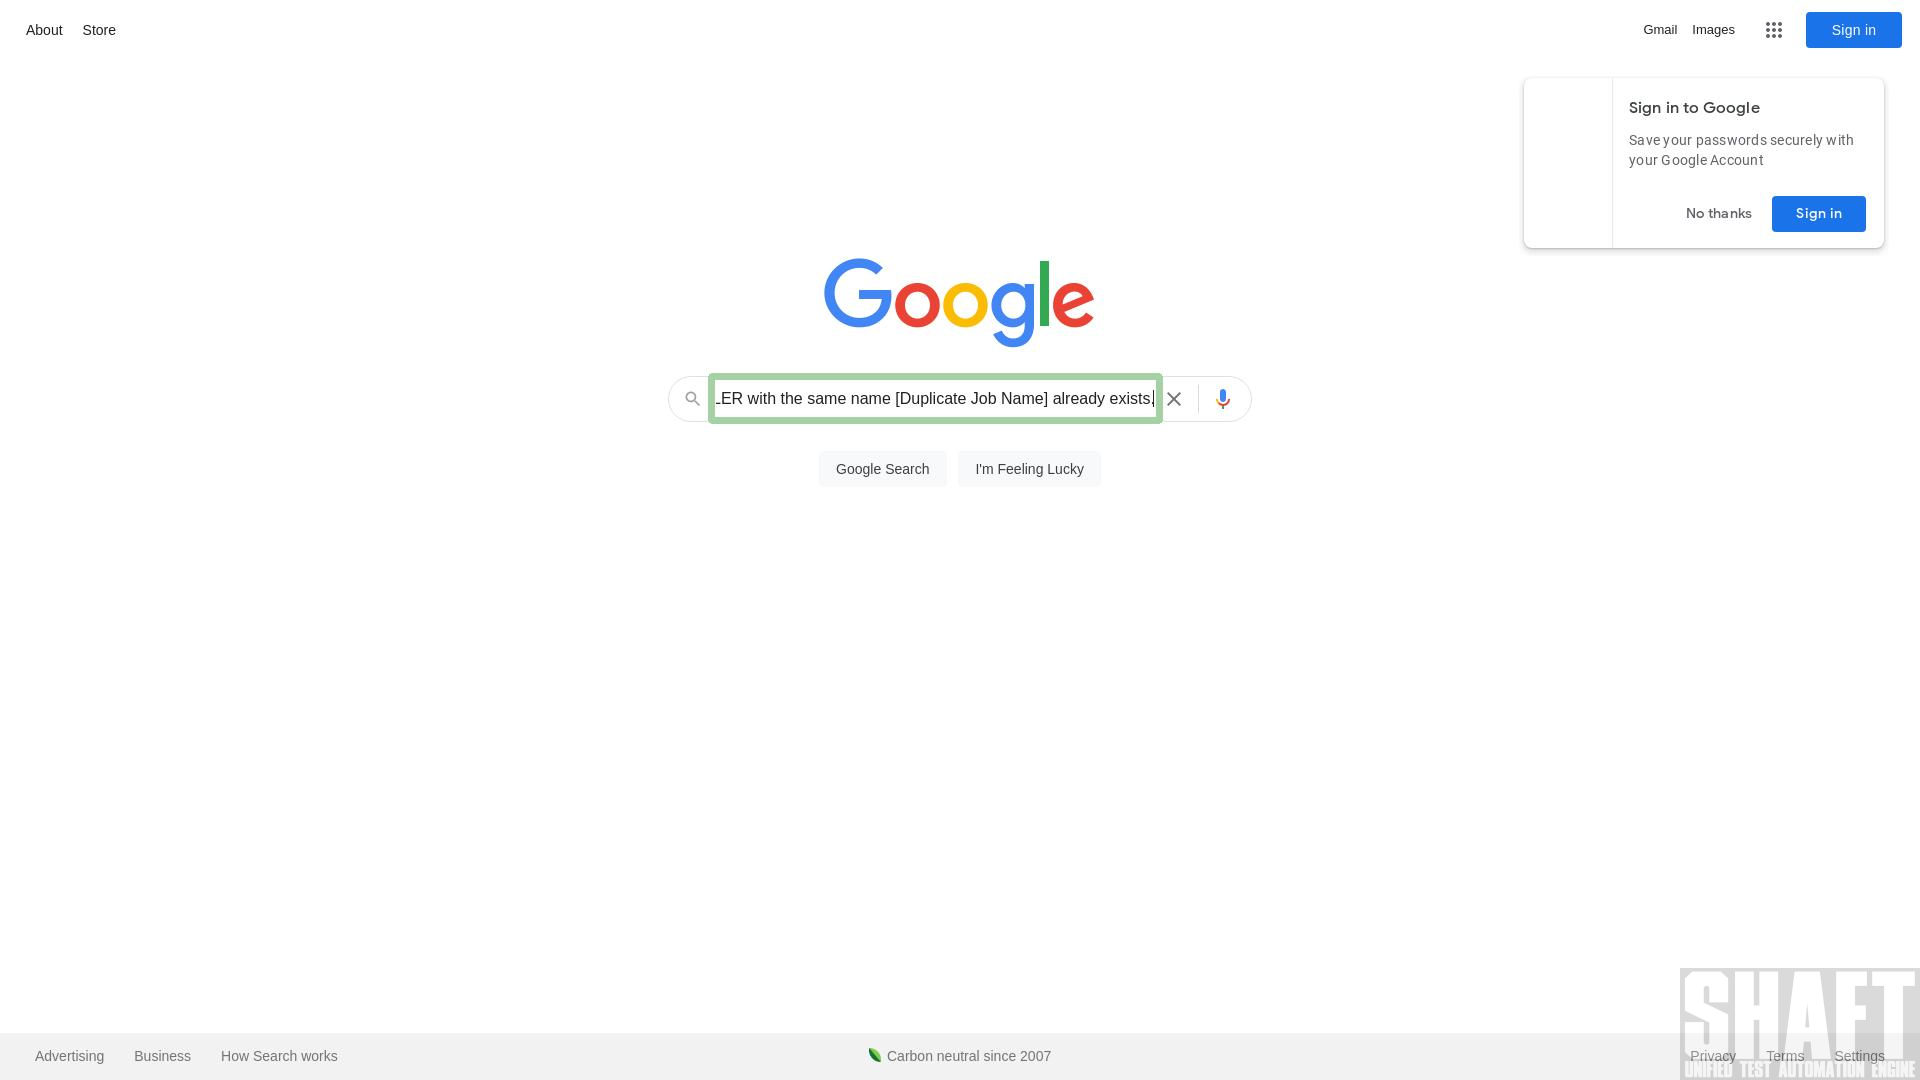 About Store
Gmail Images Sign in
Sign in to Google
Save your passwords securely with
your Google Account
No thanks Sign in
Google
LER with the same name [Duplicate Job Name] already exists.
Google Search I'm Feeling Lucky
SHAFT
Advertising Business How Search works Carbon neutral since 2007 Privacy Terms Settings
UNIFIED TEST AUTOMATION ENGINE